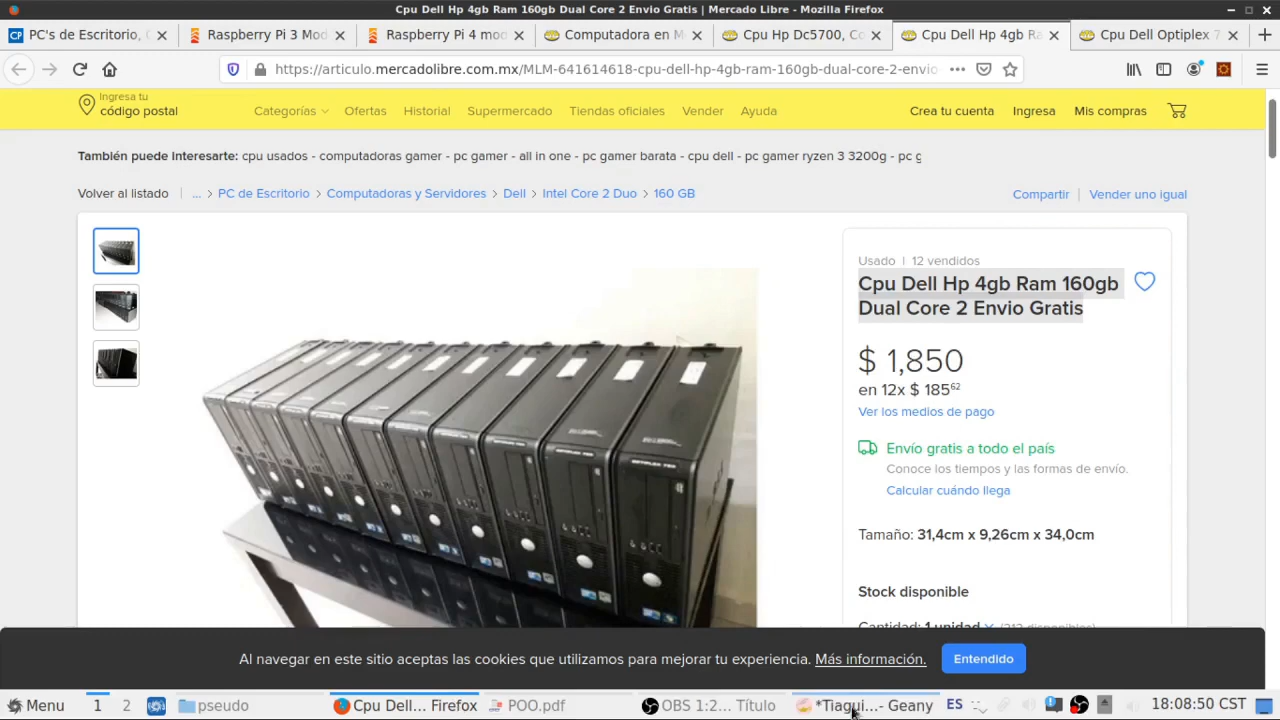 Cpu Dell Hp 4gb Ram 160gb Dual Core 2 Envio Gratis | Mercado Libre - Mozilla Firefox
PC's de Escritorio,
Raspberry Pi 3 Mod
Raspberry Pi 4 moo
Computadora en M
Cpu Hp Dc5700, Co
Cpu Dell Hp 4gb Ra
Cpu Dell Optiplex 7
https://articulo.mercadolibre.com.mx/MLM-641614618-cpu-dell-hp-4gb-ram-160gb-dual-core-2-envio
Ingresa tu
código postal
Categorías Ofertas Historial Supermercado Tiendas oficiales Vender Ayuda
Crea tu cuenta Ingresa Mis compras
También puede Interesarte: cpu usados - computadoras gamer - pc gamer - all in one - pc gamer barata - cpu dell - pc gamer ryzen 3 3200g - pc g
Volver al listado | ... > PC de Escritorio > Computadoras y Servidores > Dell > Intel Core 2 Duo > 160 GB
Compartir | Vender uno igual
Usado | 12 vendidos
Cpu Dell Hp 4gb Ram 160gb
Dual Core 2 Envio Gratis
$ 1,850
en 12x $ 185 62
Ver los medios de pago
Envío gratis a todo el país
Conoce los tiempos y las formas de envío.
Calcular cuándo llega
Tamaño: 31,4cm x 9,26cm x 34,0cm
Stock disponible
Cantidad: 1 unidad (213 disponibles)
Al navegar en este sitio aceptas las cookies que utilizamos para mejorar tu experiencia. Más información.
Entendido
Menu 1 2 pseudo Cpu Dell... Firefox POO.pdf OBS 1:2... Título *Tiagui...- Geany ES 18:08:50 CST